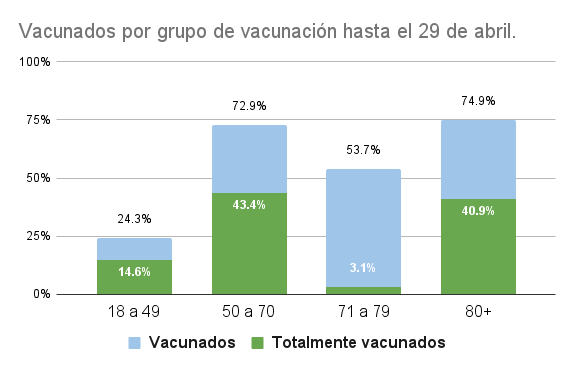 Vacunados por grupo de vacunación hasta el 29 de abril.
100%
75%
50%
25%
0%
24.3%
14.6%
72.9%
43.4%
53.7%
3.1%
74.9%
40.9%
18 a 49
50 a 70
71 a 79
80+
Vacunados
Totalmente vacunados